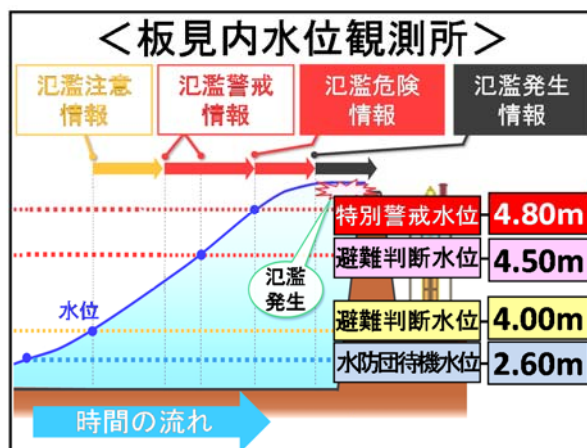 ＜板見内水位観測所＞
氾濫注意
情報
氾濫警戒
情報
氾濫危険
情報
氾濫発生
情報
特別警戒水位
4.80m
避難判断水位
4.50m
氾濫
発生
水位
避難判断水位
4.00m
水防団待機水位
2.60m
時間の流れ